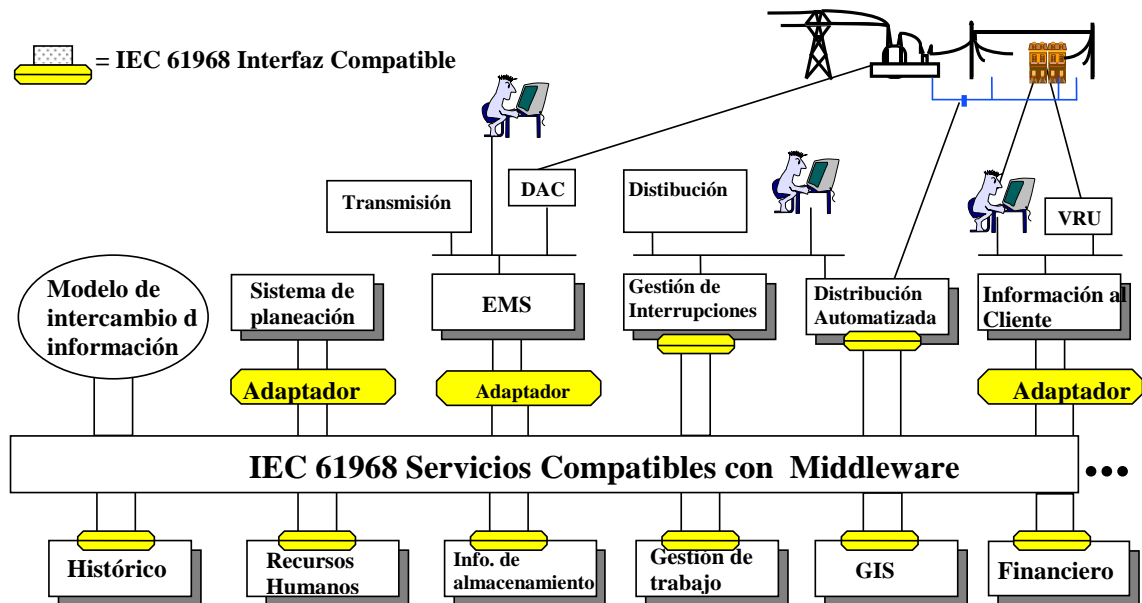 = IEC 61968 Interfaz Compatible
Transmisión
DAC
Distibución
VRU
Modelo de
intercambio d
información
Sistema de
planeación
EMS
Gestión de
Interrupciones
Distribución
Automatizada
Información al
Cliente
Adaptador
Adaptador
Adaptador
IEC 61968 Servicios Compatibles con Middleware
Histórico
Recursos
Humanos
Info. de
almacenamiento
Gestión de
trabajo
GIS
Financiero